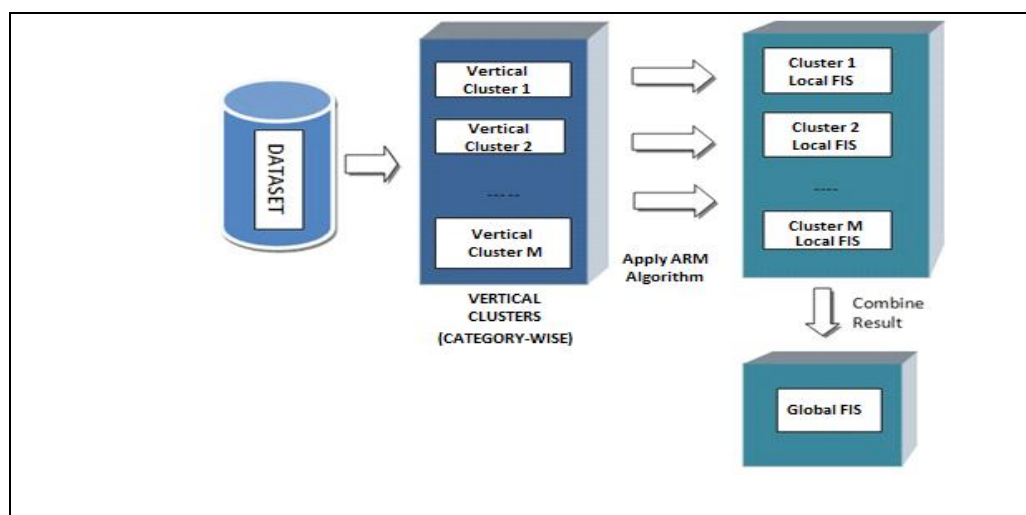 DATASET
Vertical
Cluster 1
Vertical
Cluster 2
-- -- --
Vertical
Cluster M
VERTICAL
CLUSTERS
(CATEGORY-WISE)
Apply ARM
Algorithm
Cluster 1
Local FIS
Cluster 2
Local FIS
----
Cluster M
Local FIS
Combine
Result
Global FIS